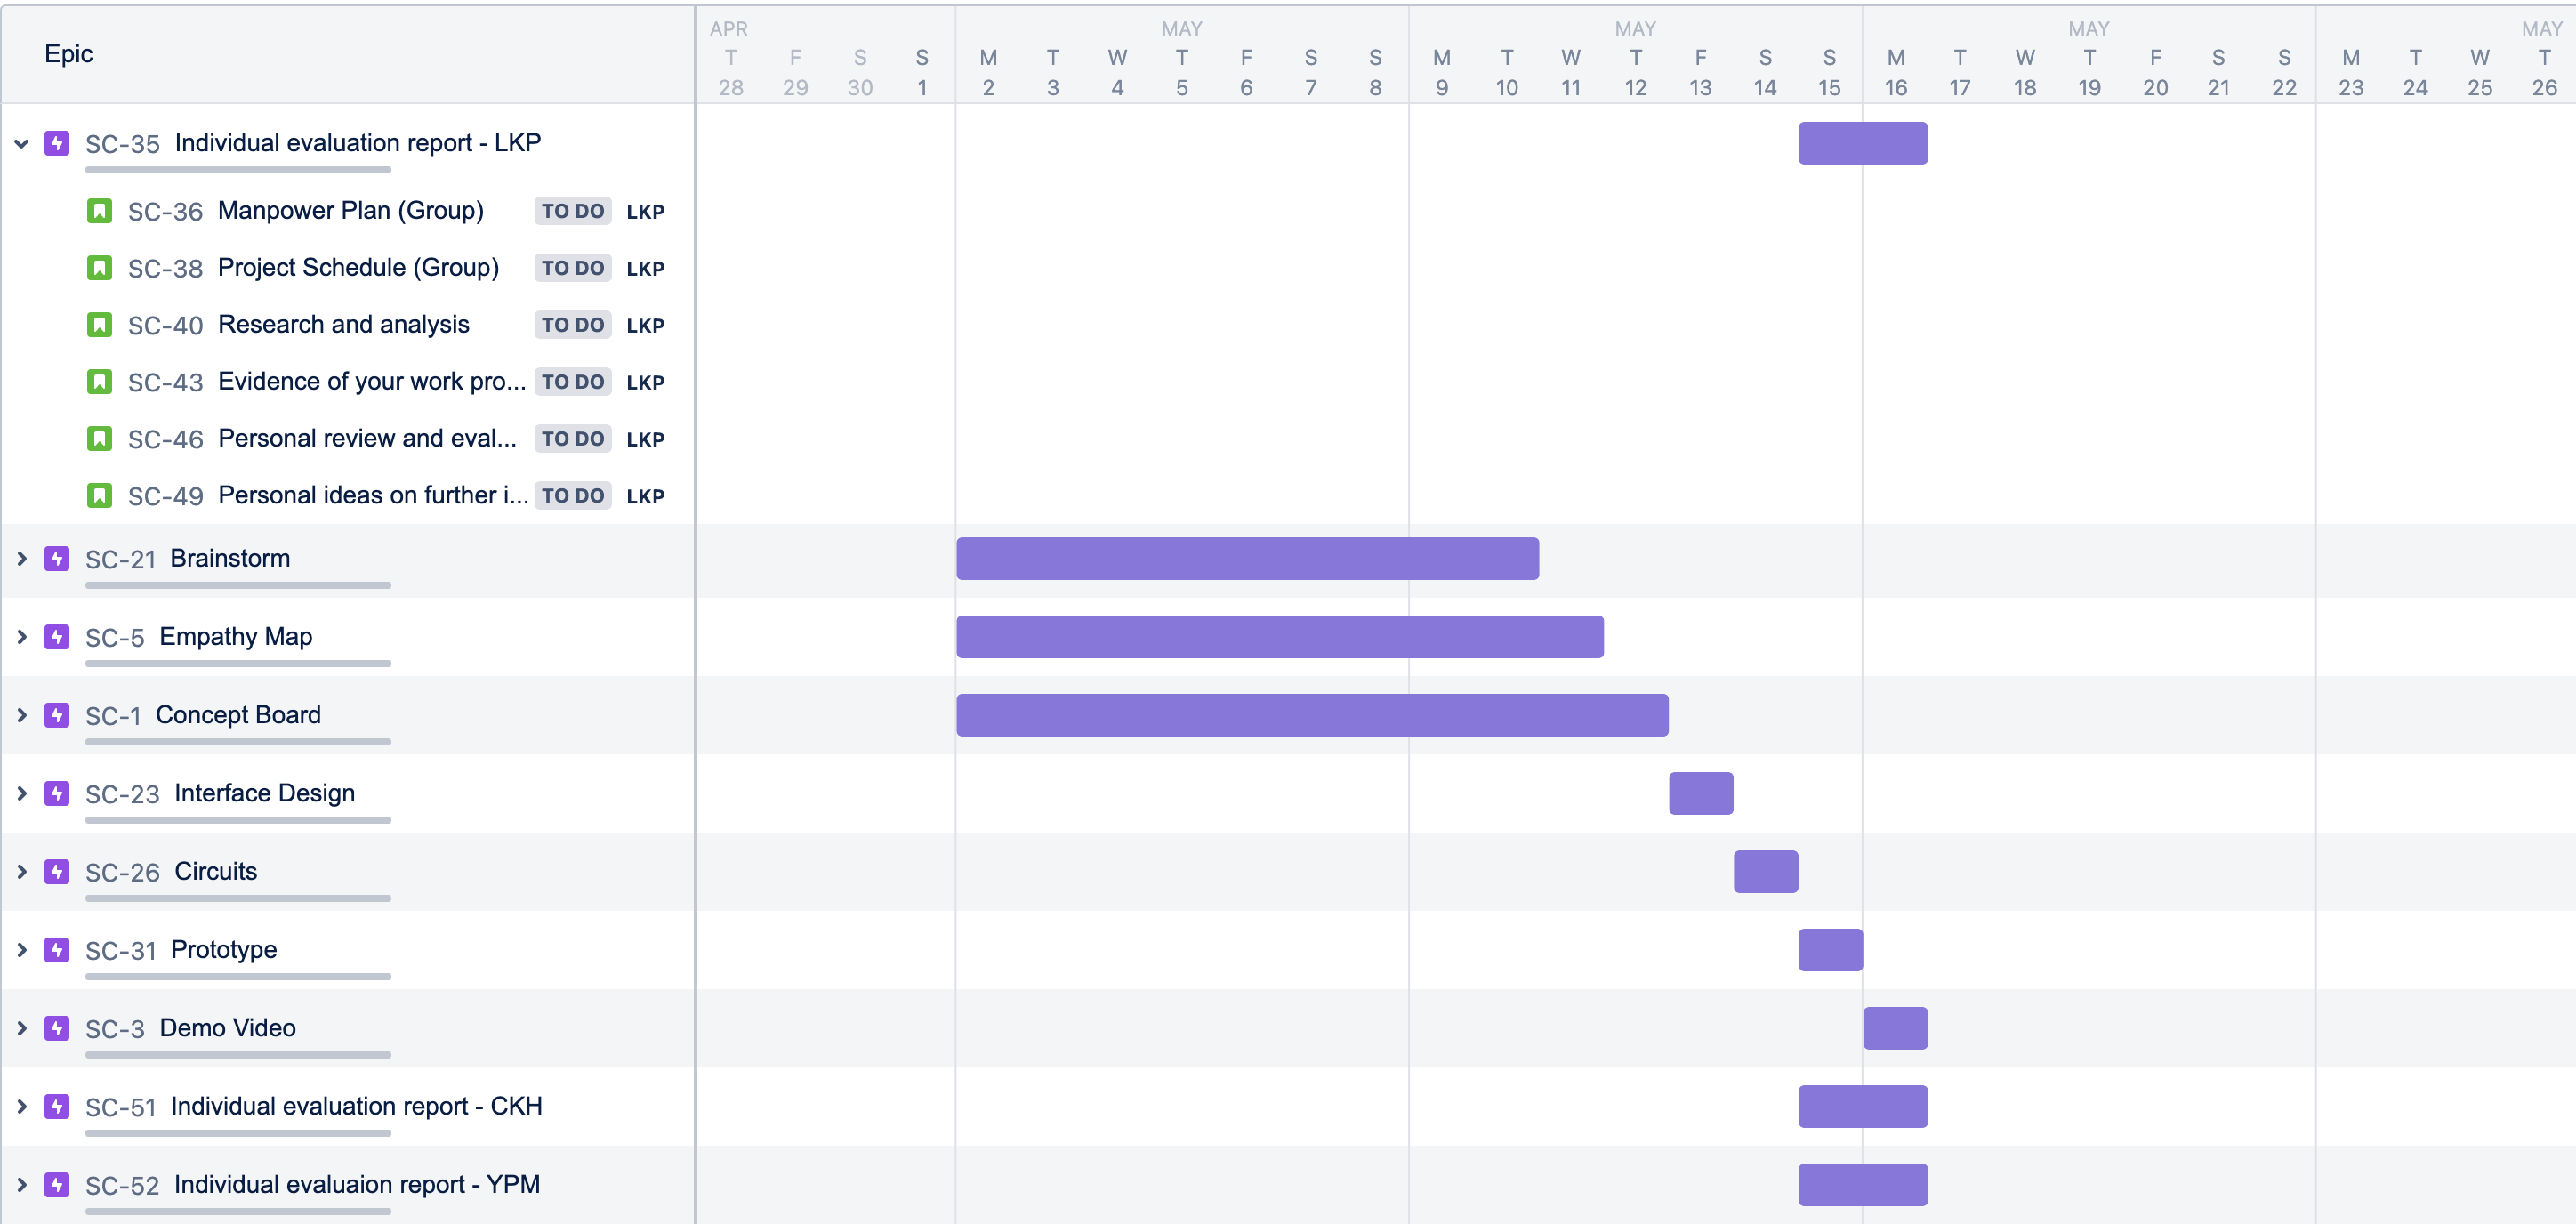 Epic
APR MAY MAY MAY MAY
T F S S M T W T F S S M T W T F S S M T W T F S S M T W T
28 29 30 1 2 3 4 5 6 7 8 9 10 11 12 13 14 15 16 17 18 19 20 21 22 23 24 25 26
SC-35 Individual evaluation report - LKP
SC-36 Manpower Plan (Group) TO DO LKP
SC-38 Project Schedule (Group) TO DO LKP
SC-40 Research and analysis TO DO LKP
SC-43 Evidence of your work pro... TO DO LKP
SC-46 Personal review and eval... TO DO LKP
SC-49 Personal ideas on further i... TO DO LKP
SC-21 Brainstorm
SC-5 Empathy Map
SC-1 Concept Board
SC-23 Interface Design
SC-26 Circuits
SC-31 Prototype
SC-3 Demo Video
SC-51 Individual evaluation report - CKH
SC-52 Individual evaluaion report - YPM